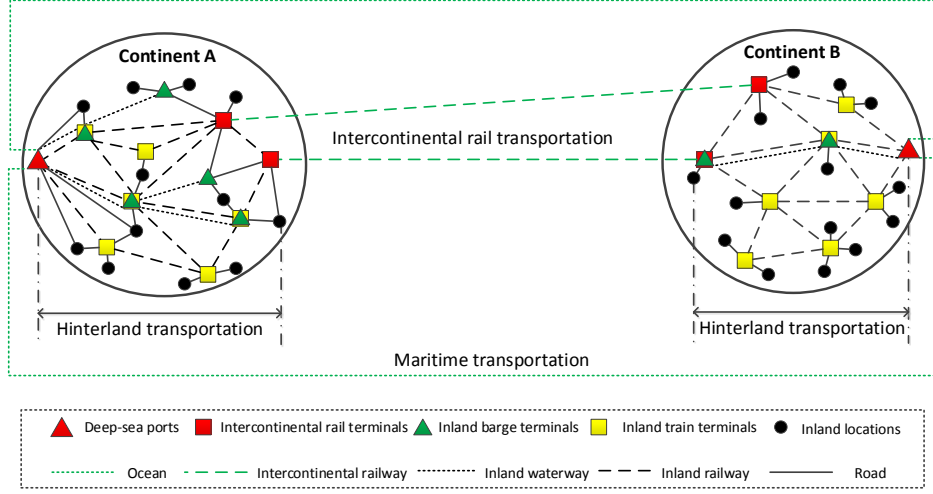 Continent A
Continent B
Intercontinental rail transportation
Hinterland transportation
Hinterland transportation
Maritime transportation
Deep-sea ports Intercontinental rail terminals Inland barge terminals Inland train terminals Inland locations
Ocean Intercontinental railway Inland waterway Inland railway Road